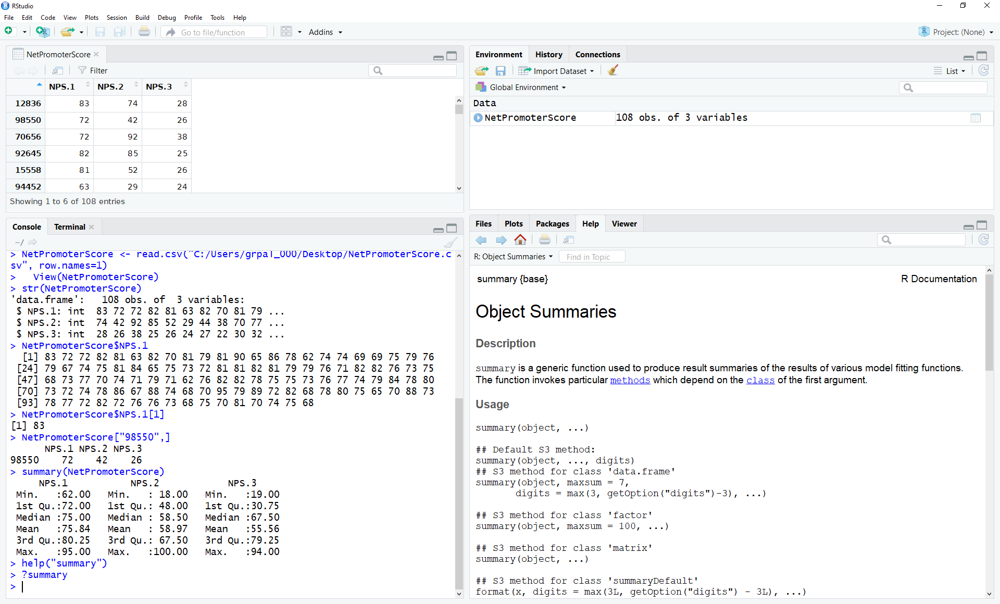 RStudio
File Edit Code View Plots Session Build Debug Profile Tools Help
Go to file/function Addins Project: (None)
NetPromoterScore
Filter
NPS.1 NPS.2 NPS.3
12836 83 74 28
98550 72 42 26
70656 72 92 38
92645 82 85 25
15558 81 52 26
94452 63 29 24
Showing 1 to 6 of 108 entries
Console Terminal
~/
> NetPromoterScore <- read.csv("C:/Users/grpal_000/Desktop/NetPromoterScore.c
sv", row.names=1)
>   View(NetPromoterScore)
> str(NetPromoterScore)
'data.frame':   108 obs. of  3 variables:
 $ NPS.1: int  83 72 72 82 81 63 82 70 81 79 ...
 $ NPS.2: int  74 42 92 85 52 29 44 38 70 77 ...
 $ NPS.3: int  28 26 38 25 26 24 27 22 30 32 ...
> NetPromoterScore$NPS.1
  [1] 83 72 72 82 81 63 82 70 81 79 81 90 65 86 78 62 74 74 69 69 75 79 76
 [24] 79 67 74 75 81 84 65 75 73 72 81 81 82 81 79 79 76 71 82 82 76 73 75
 [47] 68 73 77 70 74 71 79 71 62 76 82 82 78 75 75 73 76 77 74 79 84 78 80
 [70] 73 72 74 78 86 67 88 74 68 70 95 79 89 72 82 68 78 80 75 65 70 88 73
 [93] 78 77 72 82 72 76 76 73 68 75 70 81 70 74 75 68
> NetPromoterScore$NPS.1[1]
[1] 83
> NetPromoterScore["98550",]
      NPS.1 NPS.2 NPS.3
98550    72    42    26
> summary(NetPromoterScore)
     NPS.1           NPS.2            NPS.3
 Min.   :62.00   Min.   : 18.00   Min.   :19.00
 1st Qu.:72.00   1st Qu.: 48.00   1st Qu.:30.75
 Median :75.00   Median : 58.50   Median :67.50
 Mean   :75.84   Mean   : 58.97   Mean   :55.56
 3rd Qu.:80.25   3rd Qu.: 67.50   3rd Qu.:79.25
 Max.   :95.00   Max.   :100.00   Max.   :94.00
> help("summary")
> ?summary
>
Environment History Connections
Import Dataset List
Global Environment
Data
NetPromoterScore 108 obs. of 3 variables
Files Plots Packages Help Viewer
R: Object Summaries Find in Topic
summary {base} R Documentation
Object Summaries
Description
summary is a generic function used to produce result summaries of the results of various model fitting functions.
The function invokes particular methods which depend on the class of the first argument.
Usage
summary(object, ...)
## Default S3 method:
summary(object, ..., digits)
## S3 method for class 'data.frame'
summary(object, maxsum = 7,
       digits = max(3, getOption("digits")-3), ...)
## S3 method for class 'factor'
summary(object, maxsum = 100, ...)
## S3 method for class 'matrix'
summary(object, ...)
## S3 method for class 'summaryDefault'
format(x, digits = max(3L, getOption("digits") - 3L), ...)